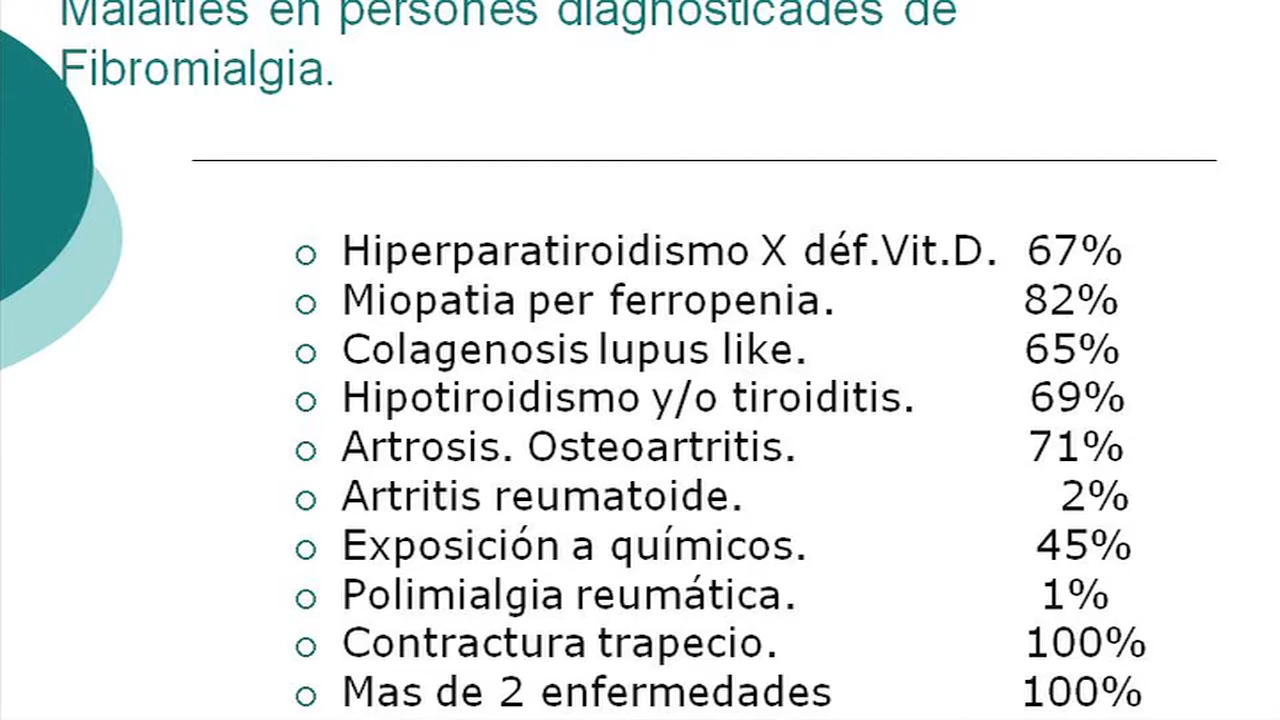 Malalties en persones diagnosticades de
Fibromialgia.
Hiperparatiroidismo X déf.Vit.D. 67%
Miopatia per ferropenia. 82%
Colagenosis lupus like. 65%
Hipotiroidismo y/o tiroiditis. 69%
Artrosis. Osteoartritis. 71%
Artritis reumatoide. 2%
Exposición a químicos. 45%
Polimialgia reumática. 1%
Contractura trapecio. 100%
Mas de 2 enfermedades 100%